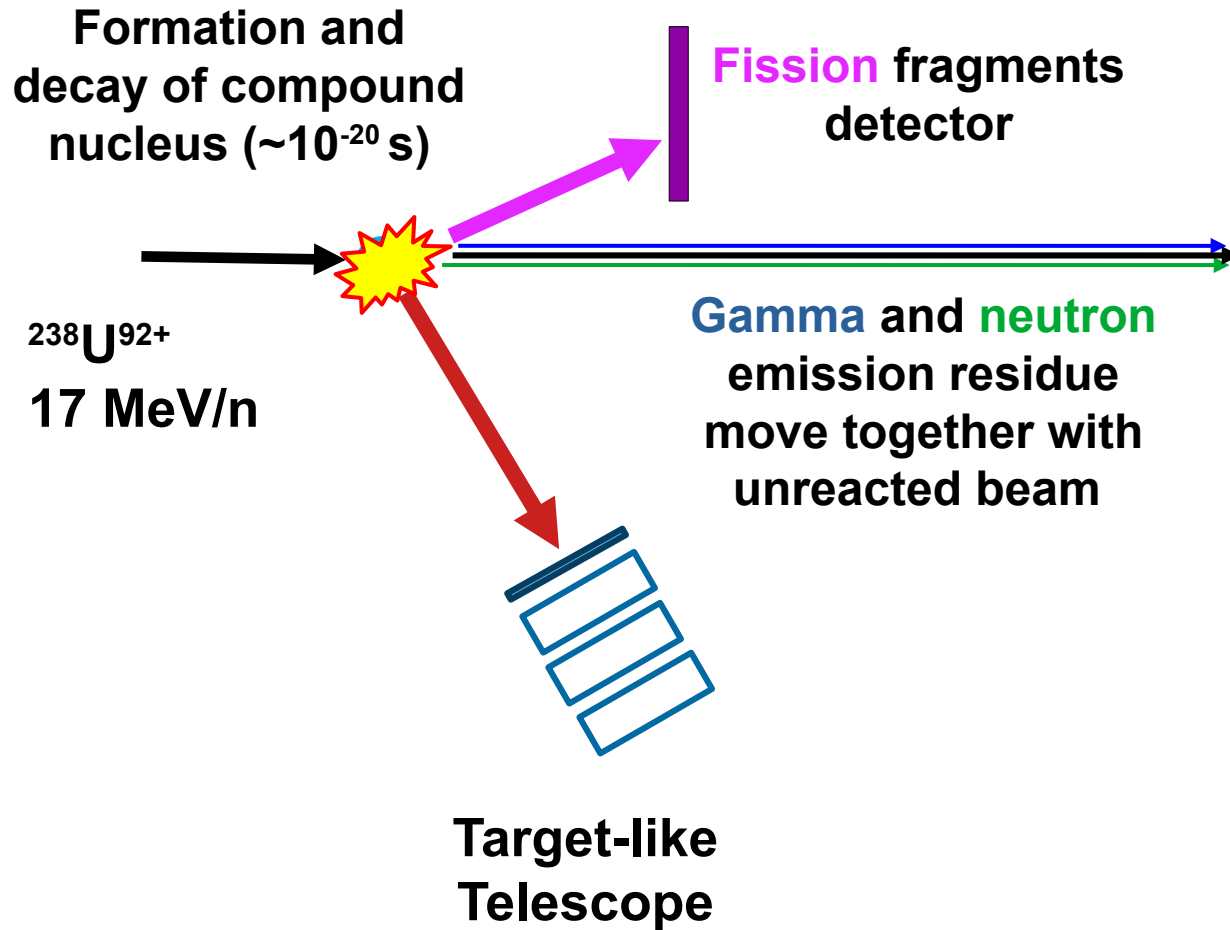 Formation and
decay of compound
nucleus (~10⁻²⁰ s)
Fission fragments
detector
²³⁸U⁹²⁺
17 MeV/n
Gamma and neutron
emission residue
move together with
unreacted beam
Target-like
Telescope